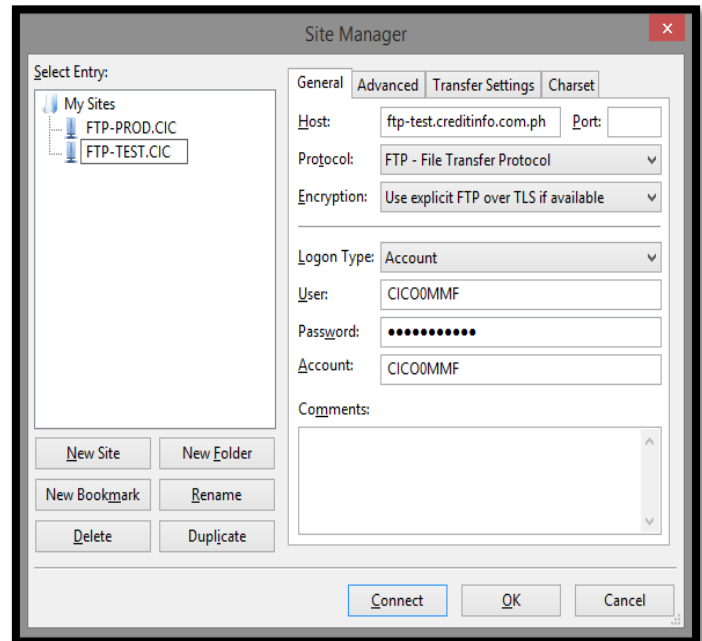 Site Manager
Select Entry:
My Sites
FTP-PROD.CIC
FTP-TEST.CIC
New Site
New Folder
New Bookmark
Rename
Delete
Duplicate
General
Advanced
Transfer Settings
Charset
Host:
ftp-test.creditinfo.com.ph
Port:
Protocol:
FTP - File Transfer Protocol
Encryption:
Use explicit FTP over TLS if available
Logon Type:
Account
User:
CICO0MMF
Password:
●●●●●●●●●●●
Account:
CICO0MMF
Comments:
Connect
OK
Cancel